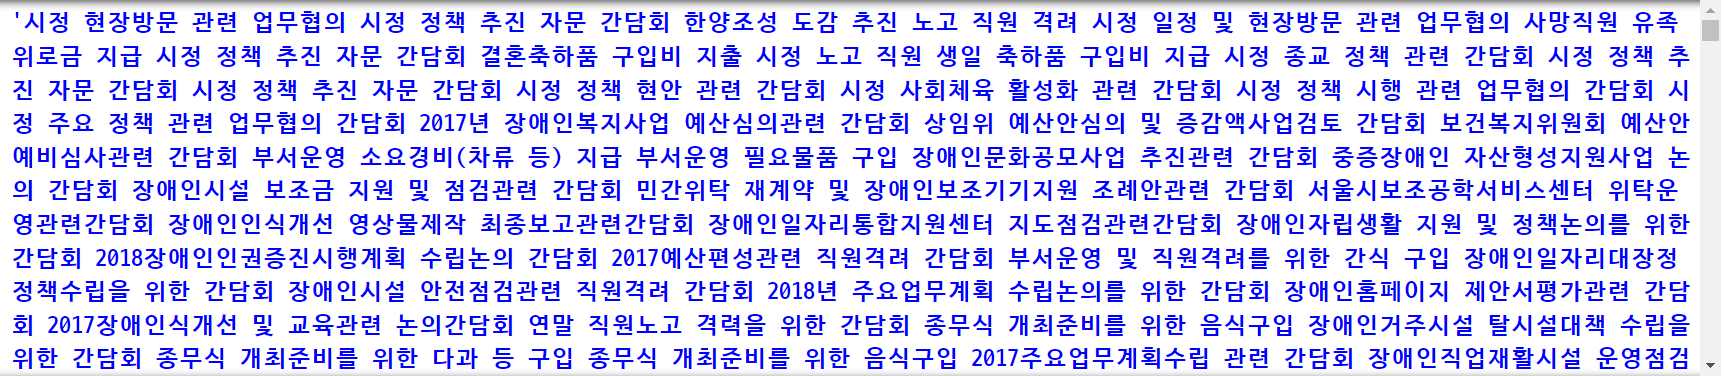 '시정 현장방문 관련 업무협의 시정 정책 추진 자문 간담회 한양조성 도감 추진 노고 직원 격려 시정 일정 및 현장방문 관련 업무협의 사망직원 유족
위로금 지급 시정 정책 추진 자문 간담회 결혼축하품 구입비 지출 시정 노고 직원 생일 축하품 구입비 지급 시정 종교 정책 관련 간담회 시정 정책 추
진 자문 간담회 시정 정책 추진 자문 간담회 시정 정책 현안 관련 간담회 시정 사회체육 활성화 관련 간담회 시정 정책 시행 관련 업무협의 간담회 시
정 주요 정책 관련 업무협의 간담회 2017년 장애인복지사업 예산심의관련 간담회 상임위 예산안심의 및 증감액사업검토 간담회 보건복지위원회 예산안
예비심사관련 간담회 부서운영 소요경비(차류 등) 지급 부서운영 필요물품 구입 장애인문화공모사업 추진관련 간담회 중증장애인 자산형성지원사업 논
의 간담회 장애인시설 보조금 지원 및 점검관련 간담회 민간위탁 재계약 및 장애인보조기기지원 조례안관련 간담회 서울시보조공학서비스센터 위탁운
영관련간담회 장애인인식개선 영상물제작 최종보고관련간담회 장애인일자리통합지원센터 지도점검관련간담회 장애인자립생활 지원 및 정책논의를 위한
간담회 2018장애인인권증진시행계획 수립논의 간담회 2017예산편성관련 직원격려 간담회 부서운영 및 직원격려를 위한 간식 구입 장애인일자리대장정
정책수립을 위한 간담회 장애인시설 안전점검관련 직원격려 간담회 2018년 주요업무계획 수립논의를 위한 간담회 장애인홈페이지 제안서평가관련 간담
회 2017장애인식개선 및 교육관련 논의간담회 연말 직원노고 격력을 위한 간담회 종무식 개최준비를 위한 음식구입 장애인거주시설 탈시설대책 수립을
위한 간담회 종무식 개최준비를 위한 다과 등 구입 종무식 개최준비를 위한 음식구입 2017주요업무계획수립 관련 간담회 장애인직업재활시설 운영점검